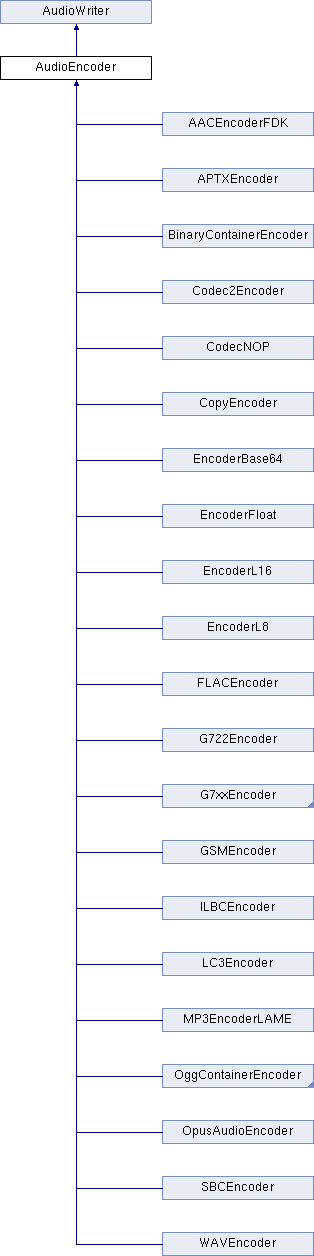 AudioWriter
AudioEncoder
AACEncoderFDK
APTXEncoder
BinaryContainerEncoder
Codec2Encoder
CodecNOP
CopyEncoder
EncoderBase64
EncoderFloat
EncoderL16
EncoderL8
FLACEncoder
G722Encoder
G7xxEncoder
GSMEncoder
ILBCEncoder
LC3Encoder
MP3EncoderLAME
OggContainerEncoder
OpusAudioEncoder
SBCEncoder
WAVEncoder